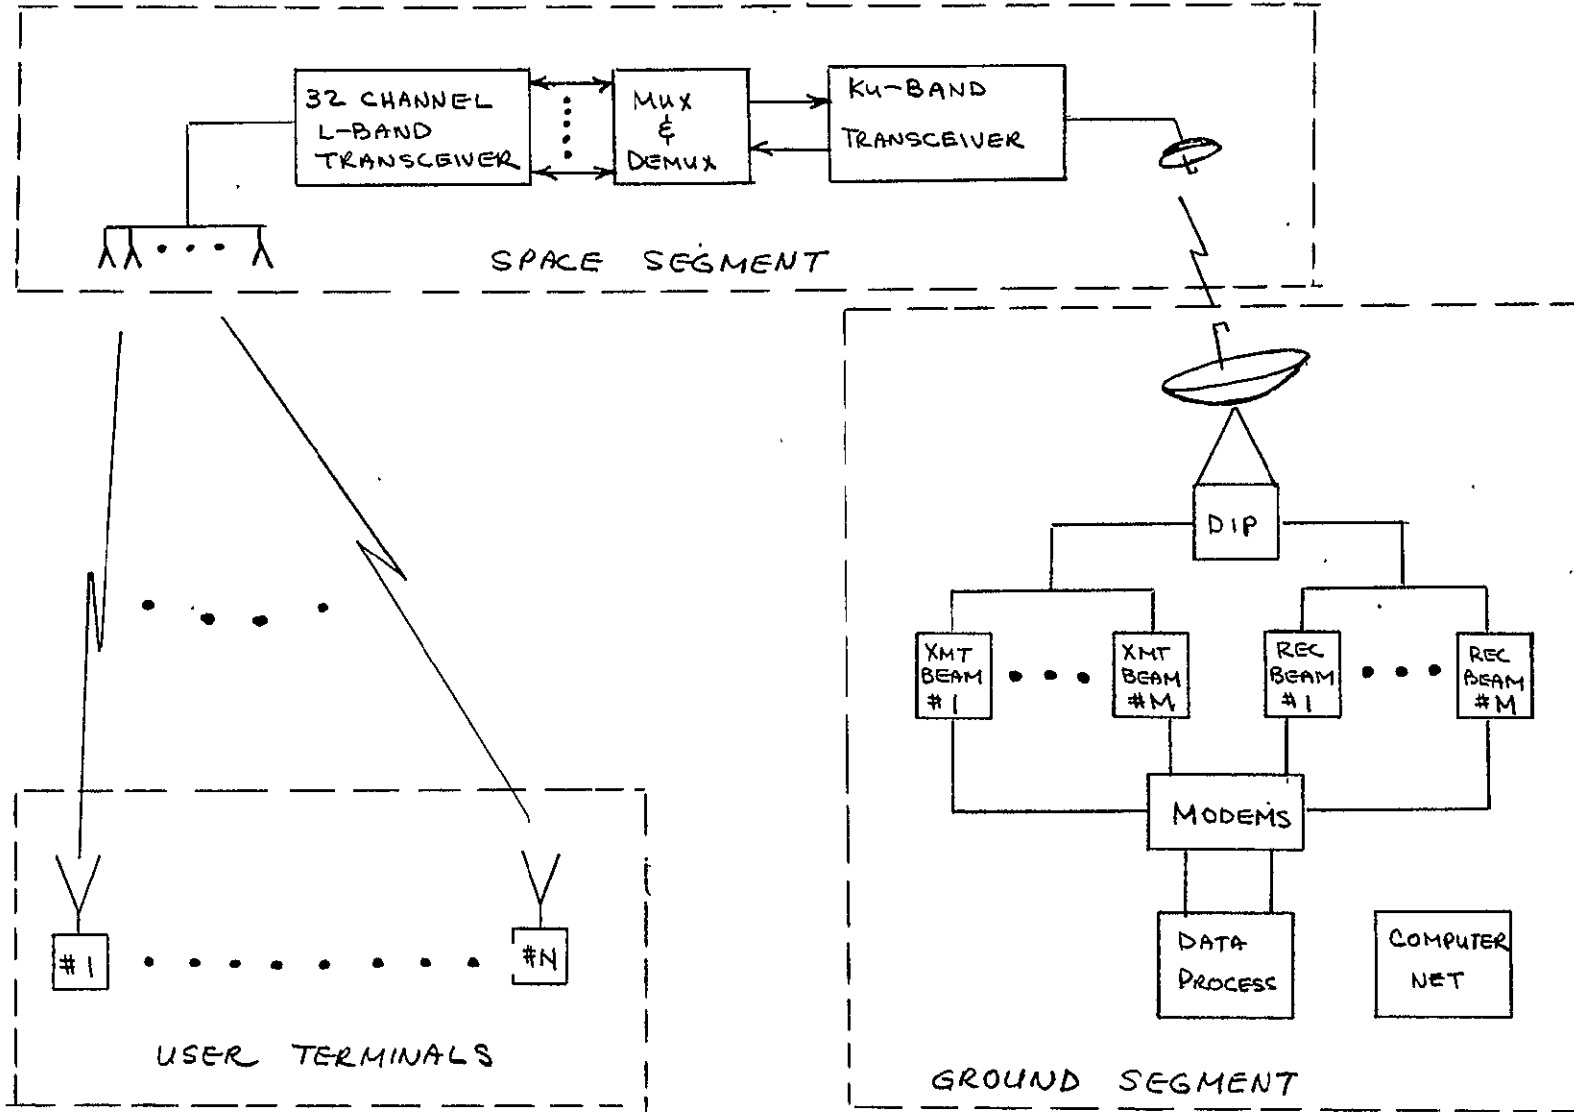 32 CHANNEL
L-BAND
TRANSCEIVER
MUX
&
DEMUX
KU-BAND
TRANSCEIVER
SPACE SEGMENT
DIP
XMT
BEAM
#1
XMT
BEAM
#M
REC
BEAM
#1
REC
BEAM
#M
MODEMS
DATA
PROCESS
COMPUTER
NET
GROUND SEGMENT
#1
#N
USER TERMINALS